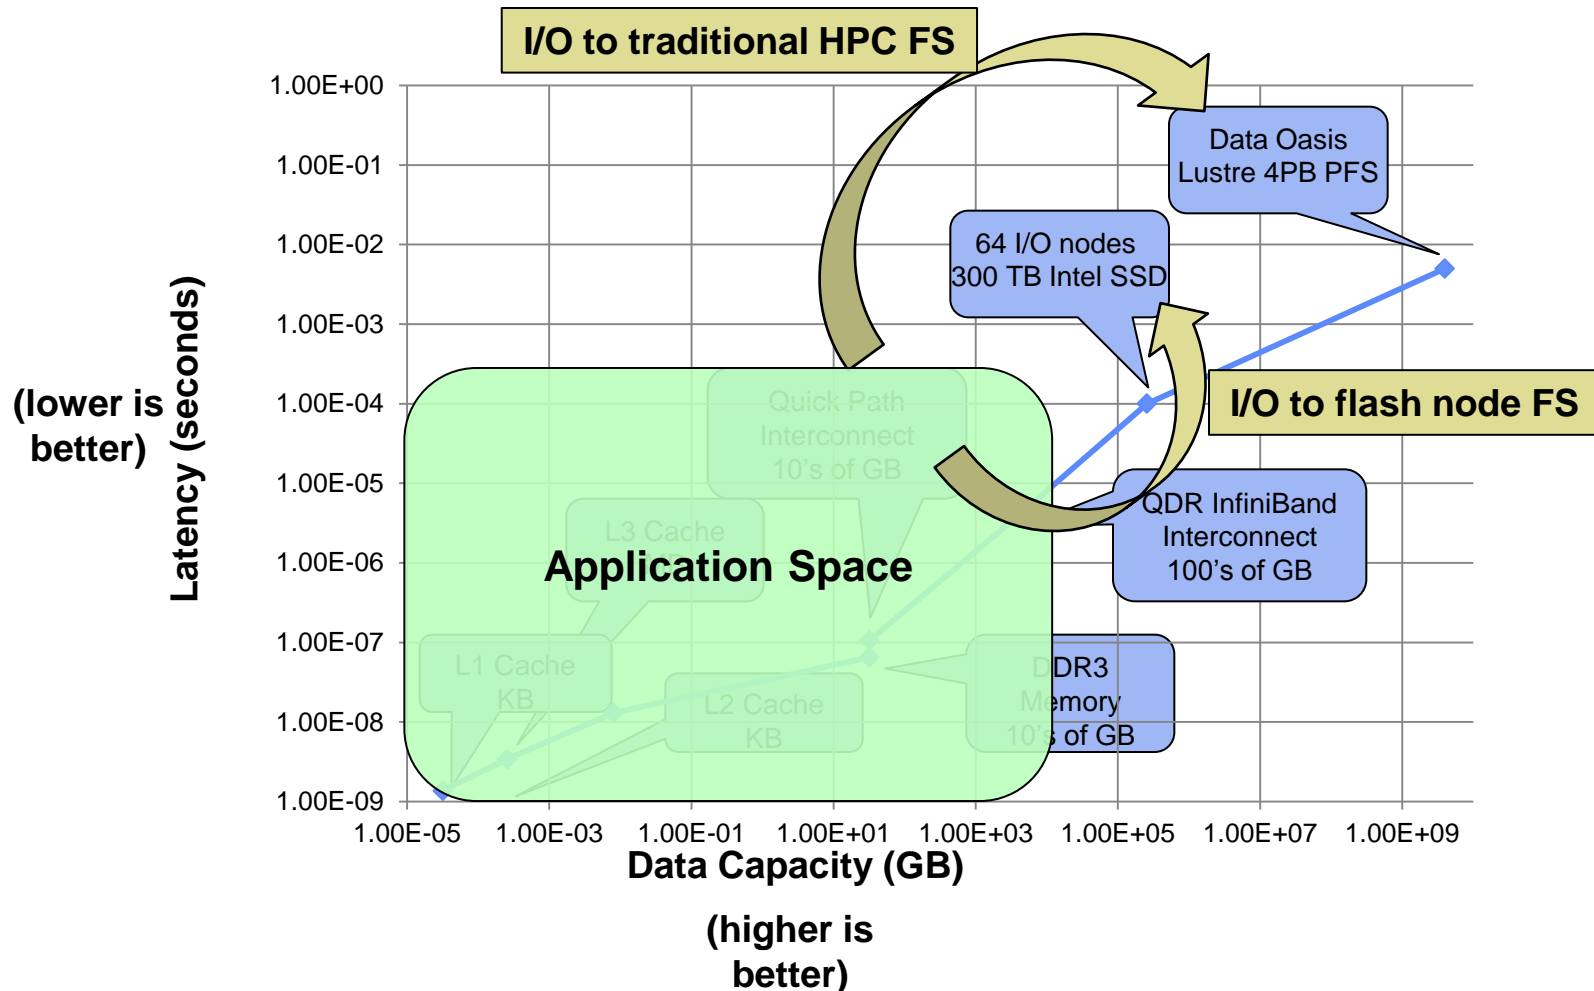 I/O to traditional HPC FS
1.00E+00
1.00E-01
1.00E-02
1.00E-03
1.00E-04
1.00E-05
1.00E-06
1.00E-07
1.00E-08
1.00E-09
Data Oasis
Lustre 4PB PFS
64 I/O nodes
300 TB Intel SSD
(lower is
better)
Latency (seconds)
Quick Path
Interconnect
10's of GB
I/O to flash node FS
QDR InfiniBand
Interconnect
100's of GB
L3 Cache
Application Space
L1 Cache
KB
L2 Cache
KB
DDR3
Memory
10's of GB
1.00E-05
1.00E-03
1.00E-01
1.00E+01
1.00E+03
1.00E+05
1.00E+07
1.00E+09
Data Capacity (GB)
(higher is
better)